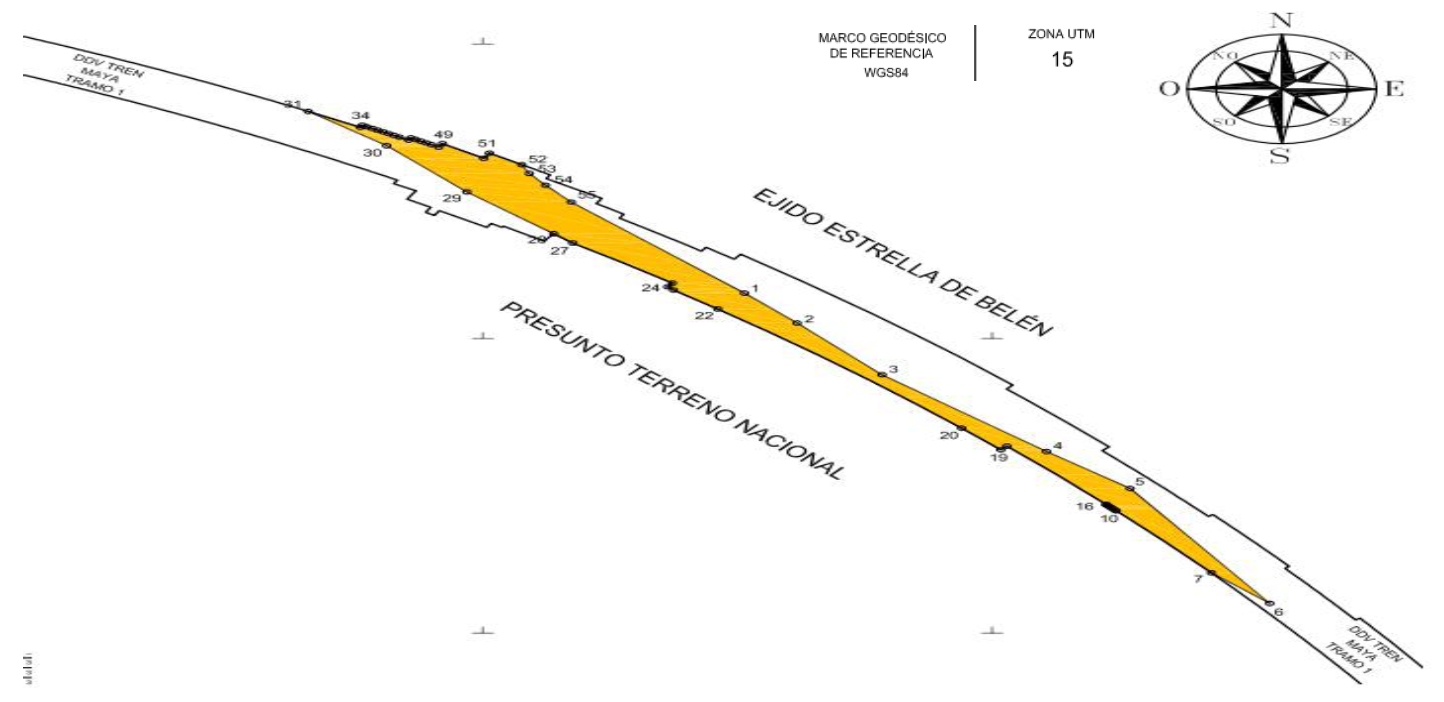 MARCO GEODÉSICO
DE REFERENCIA
WGS84
ZONA UTM
15
N
NO
NE
O
E
SO
SE
S
DDV TREN
MAYA
TRAMO 1
31
34
49
30
51
52
53
54
29
55
27
24
1
22
2
EJIDO ESTRELLA DE BELÉN
PRESUNTO TERRENO NACIONAL
3
20
4
19
5
16
10
7
6
DDV TREN
MAYA
TRAMO 1